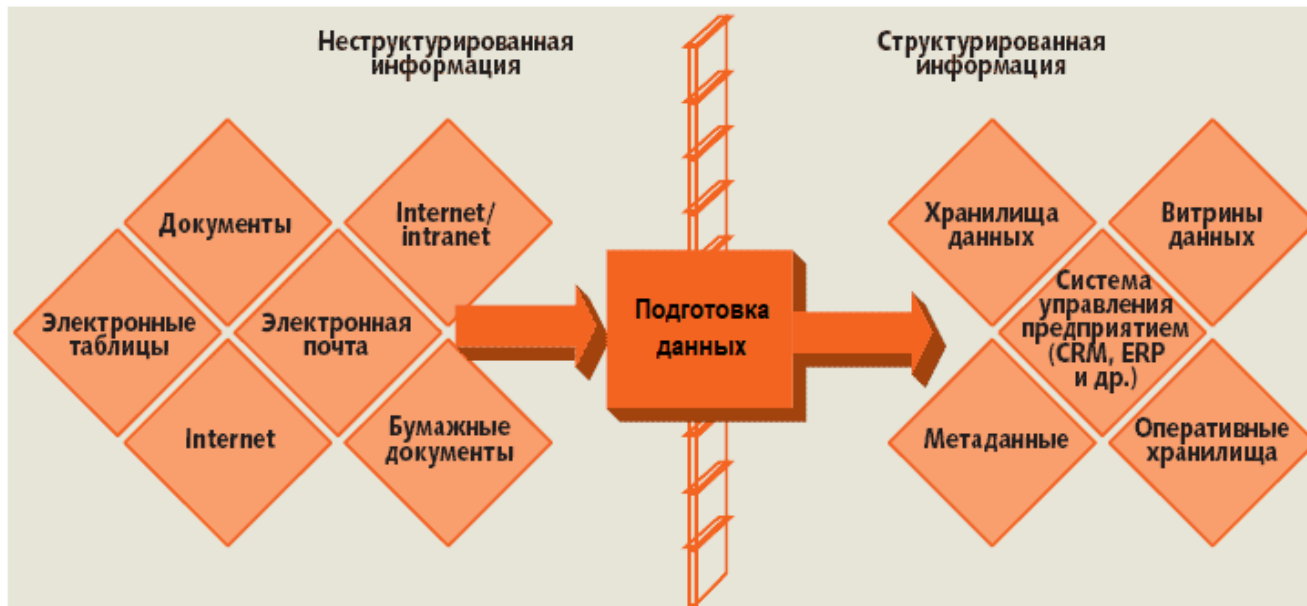 Неструктурированная
информация
Структурированная
информация
Документы
Internet/
intranet
Электронные
таблицы
Электронная
почта
Internet
Бумажные
документы
Подготовка
данных
Хранилища
данных
Витрины
данных
Система
управления
предприятием
(CRM, ERP
и др.)
Метаданные
Оперативные
хранилища